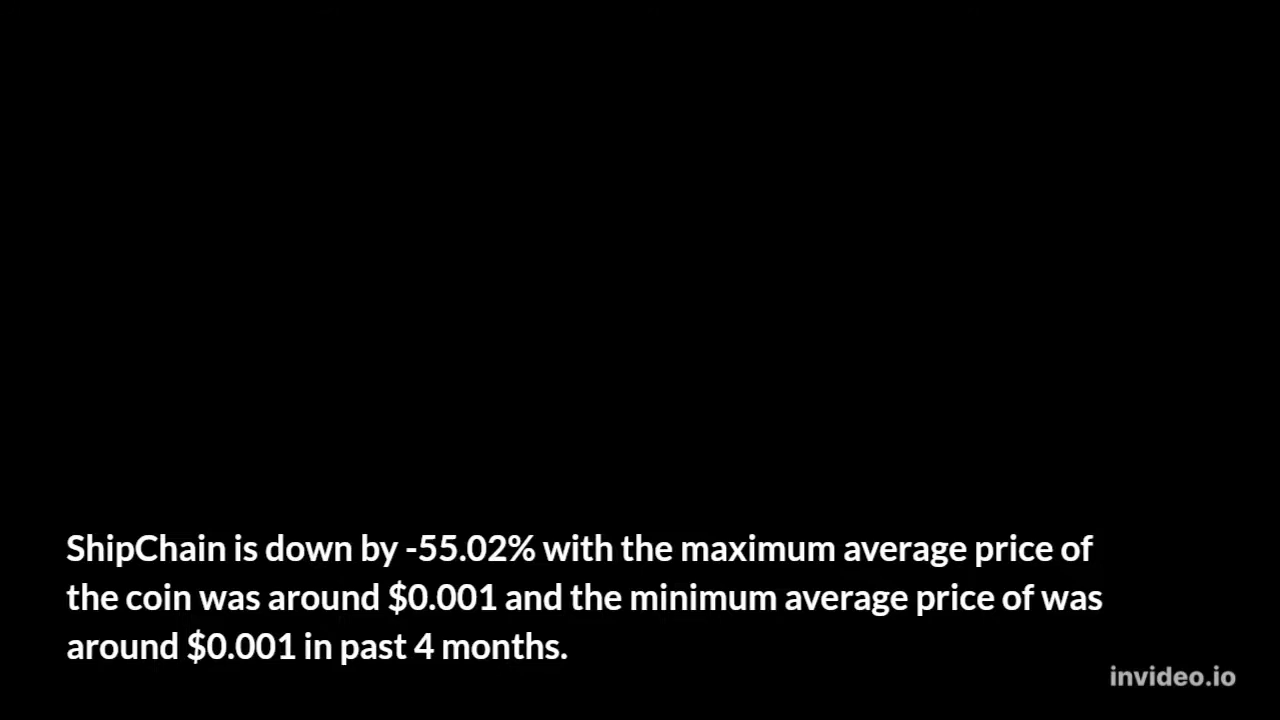 ShipChain is down by -55.02% with the maximum average price of
the coin was around $0.001 and the minimum average price of was
around $0.001 in past 4 months.
invideo.io